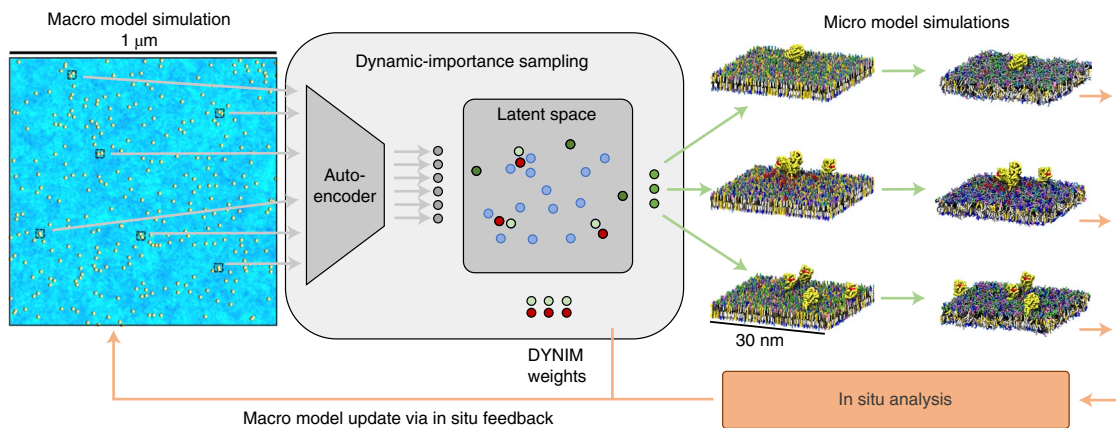 Macro model simulation
1 μm
Dynamic-importance sampling
Micro model simulations
Latent space
Auto-
encoder
30 nm
DYNIM
weights
In situ analysis
Macro model update via in situ feedback